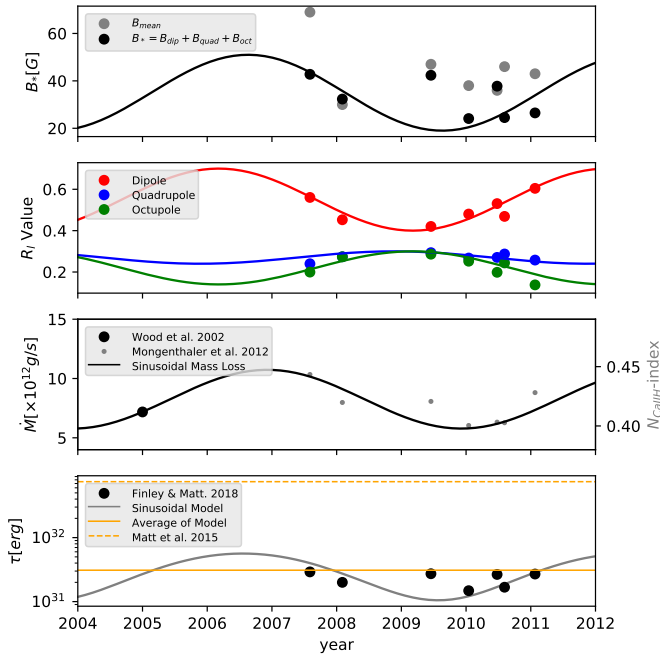 B_mean
B_* = B_dip + B_quad + B_oct
B_*[G]
60
40
20
Dipole
Quadrupole
Octupole
R_l Value
0.6
0.4
0.2
Wood et al. 2002
Mongenthaler et al. 2012
Sinusoidal Mass Loss
Ṁ[×10^12 g/s]
15
10
5
0.45
0.40
N_CaIIH-index
Finley & Matt. 2018
Sinusoidal Model
Average of Model
Matt et al. 2015
τ[erg]
10^32
10^31
2004 2005 2006 2007 2008 2009 2010 2011 2012
year